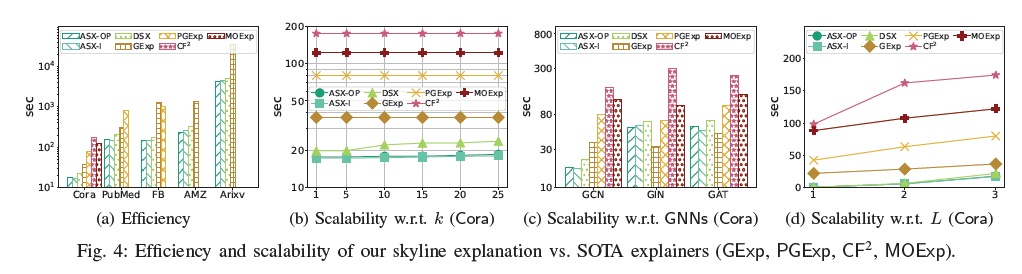 ASX-OP DSX PGExp MOExp
ASX-I GExp CF²
10⁴
10³
10²
10¹
sec
Cora PubMed FB AMZ Arixv
(a) Efficiency
200
100
50
20
10
sec
ASX-OP DSX PGExp MOExp
ASX-I GExp CF²
1 5 10 15 20 25
(b) Scalability w.r.t. k (Cora)
800
300
80
30
10
sec
ASX-OP DSX PGExp MOExp
ASX-I GExp CF²
GCN GIN GAT
(c) Scalability w.r.t. GNNs (Cora)
200
150
100
50
0
sec
ASX-OP DSX PGExp MOExp
ASX-I GExp CF²
1 2 3
(d) Scalability w.r.t. L (Cora)
Fig. 4: Efficiency and scalability of our skyline explanation vs. SOTA explainers (GExp, PGExp, CF², MOExp).